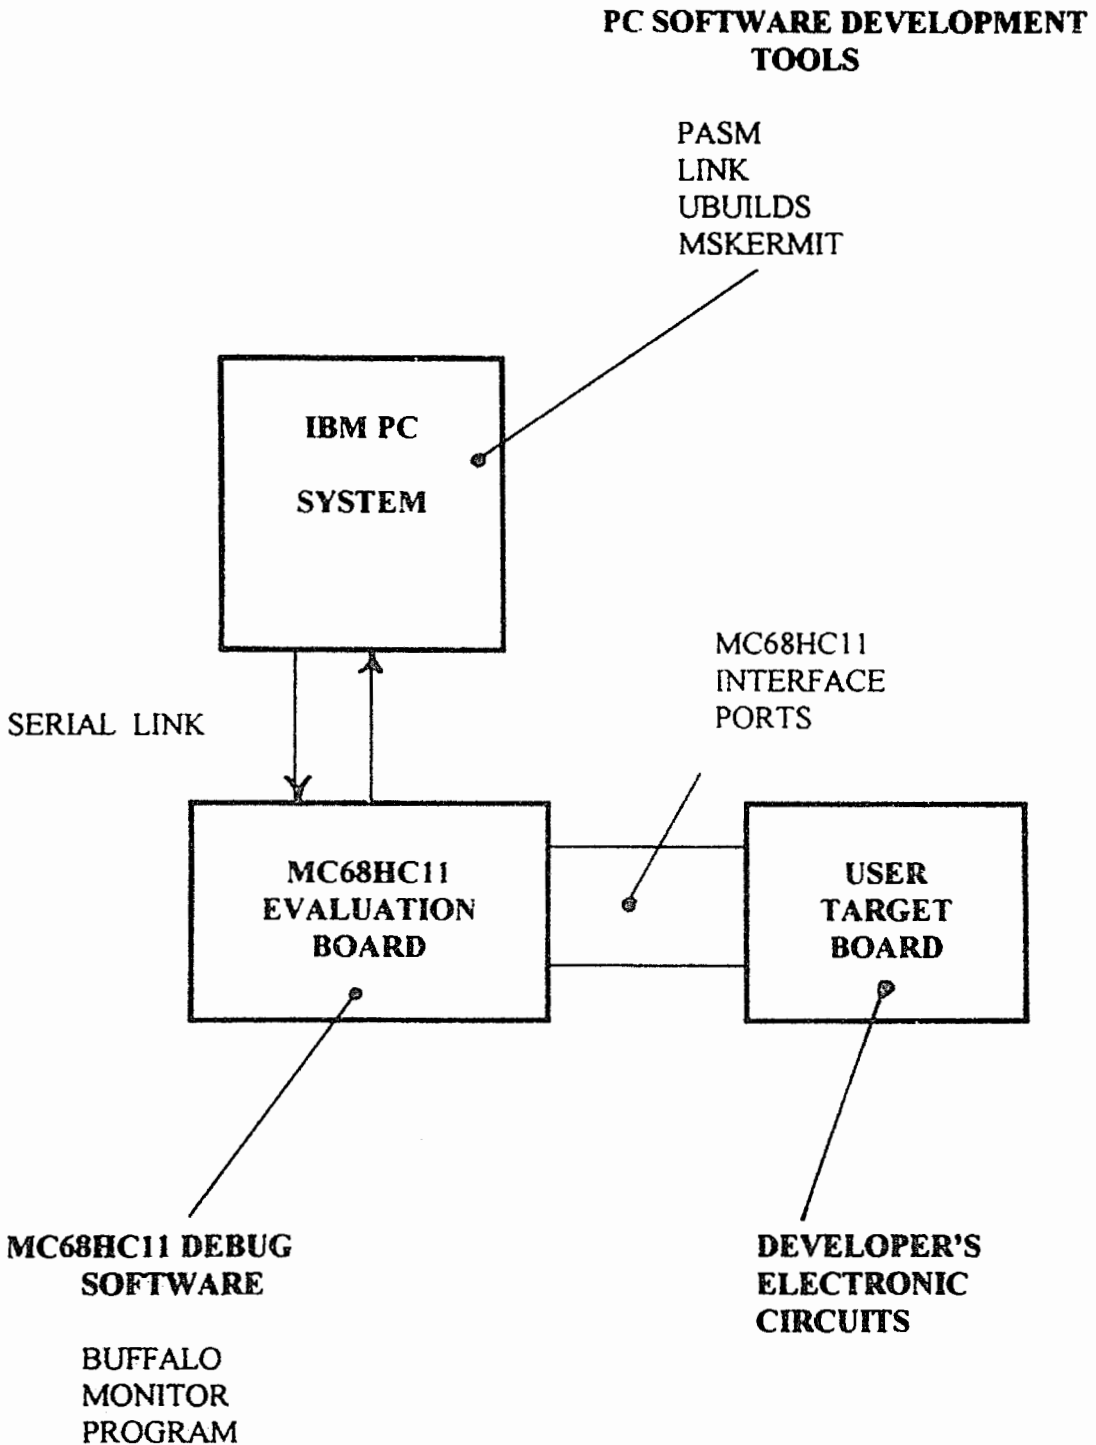 PC SOFTWARE DEVELOPMENT
TOOLS
PASM
LINK
UBUILDS
MSKERMIT
IBM PC
SYSTEM
MC68HC11
INTERFACE
PORTS
SERIAL LINK
MC68HC11
EVALUATION
BOARD
USER
TARGET
BOARD
MC68HC11 DEBUG
SOFTWARE
BUFFALO
MONITOR
PROGRAM
DEVELOPER'S
ELECTRONIC
CIRCUITS